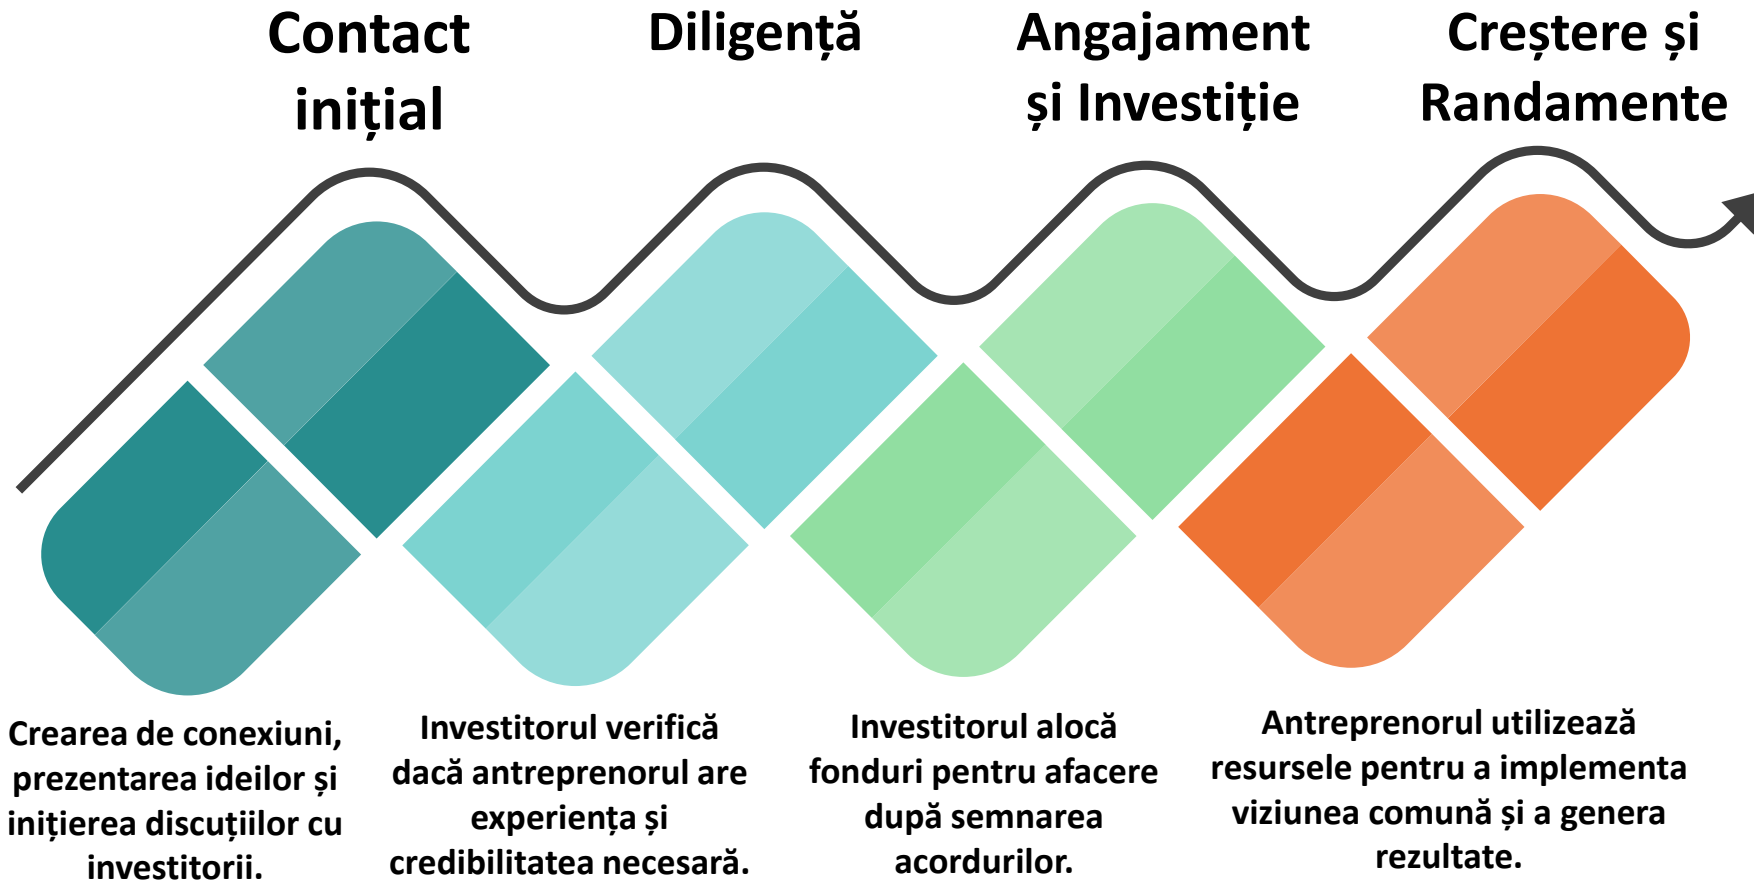 Contact
inițial
Diligență
Angajament
și Investiție
Creștere și
Randamente
Crearea de conexiuni,
prezentarea ideilor și
inițierea discuțiilor cu
investitorii.
Investitorul verifică
dacă antreprenorul are
experiența și
credibilitatea necesară.
Investitorul alocă
fonduri pentru afacere
după semnarea
acordurilor.
Antreprenorul utilizează
resursele pentru a implementa
viziunea comună și a genera
rezultate.